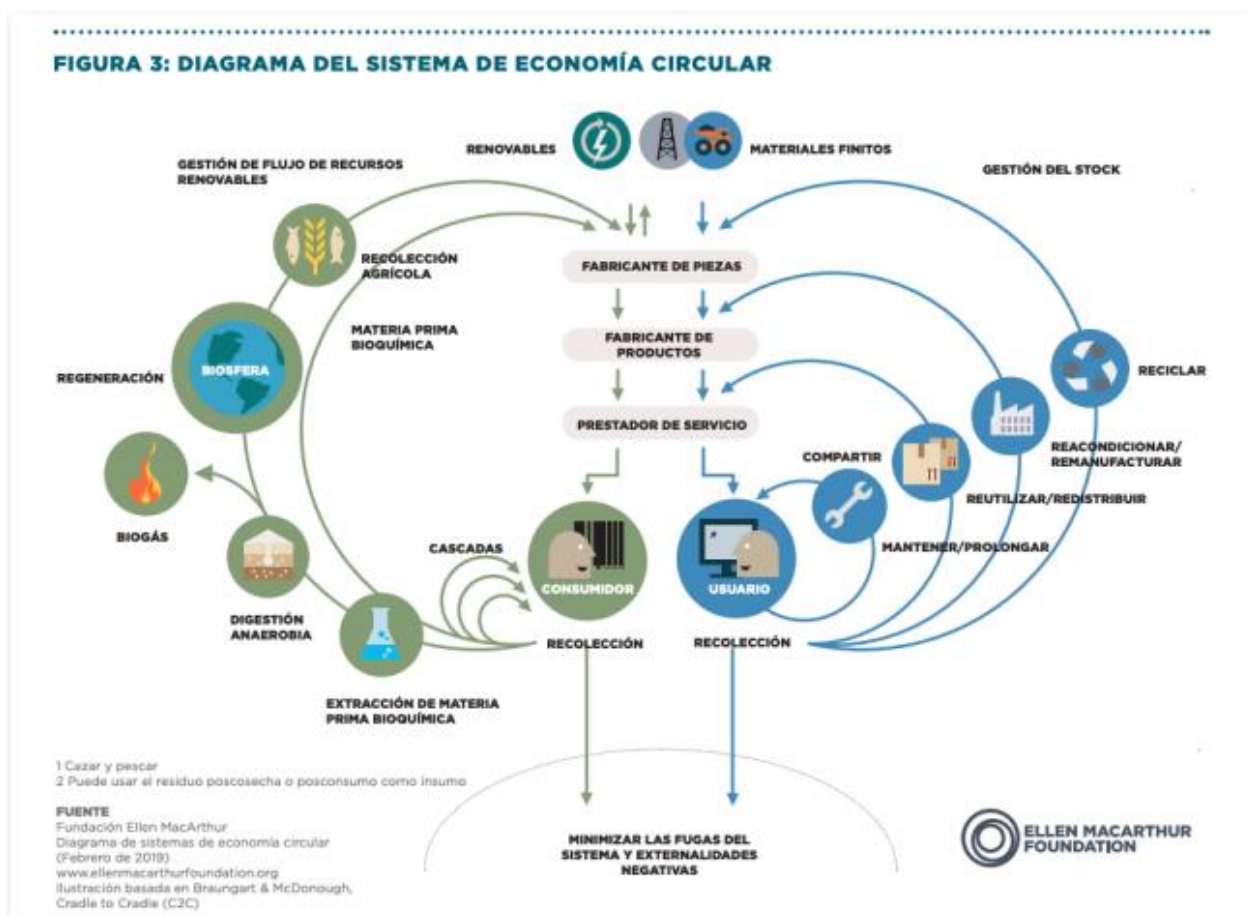 FIGURA 3: DIAGRAMA DEL SISTEMA DE ECONOMÍA CIRCULAR
RENOVABLES
MATERIALES FINITOS
GESTIÓN DE FLUJO DE RECURSOS
RENOVABLES
GESTIÓN DEL STOCK
RECOLECCIÓN
AGRÍCOLA
FABRICANTE DE PIEZAS
MATERIA PRIMA
BIOQUÍMICA
FABRICANTE DE
PRODUCTOS
BIOSFERA
REGENERACIÓN
RECICLAR
PRESTADOR DE SERVICIO
REACONDICIONAR/
REMANUFACTURAR
COMPARTIR
REUTILIZAR/REDISTRIBUIR
BIOGÁS
CASCADAS
MANTENER/PROLONGAR
CONSUMIDOR
USUARIO
DIGESTIÓN
ANAEROBIA
RECOLECCIÓN
RECOLECCIÓN
EXTRACCIÓN DE MATERIA
PRIMA BIOQUÍMICA
1 Cazar y pescar
2 Puede usar el residuo poscosecha o posconsumo como insumo
FUENTE
Fundación Ellen MacArthur
Diagrama de sistemas de economía circular
(Febrero de 2019)
www.ellenmacarthurfoundation.org
Ilustración basada en Braungart & McDonough,
Cradle to Cradle (C2C)
MINIMIZAR LAS FUGAS DEL
SISTEMA Y EXTERNALIDADES
NEGATIVAS
ELLEN MACARTHUR
FOUNDATION